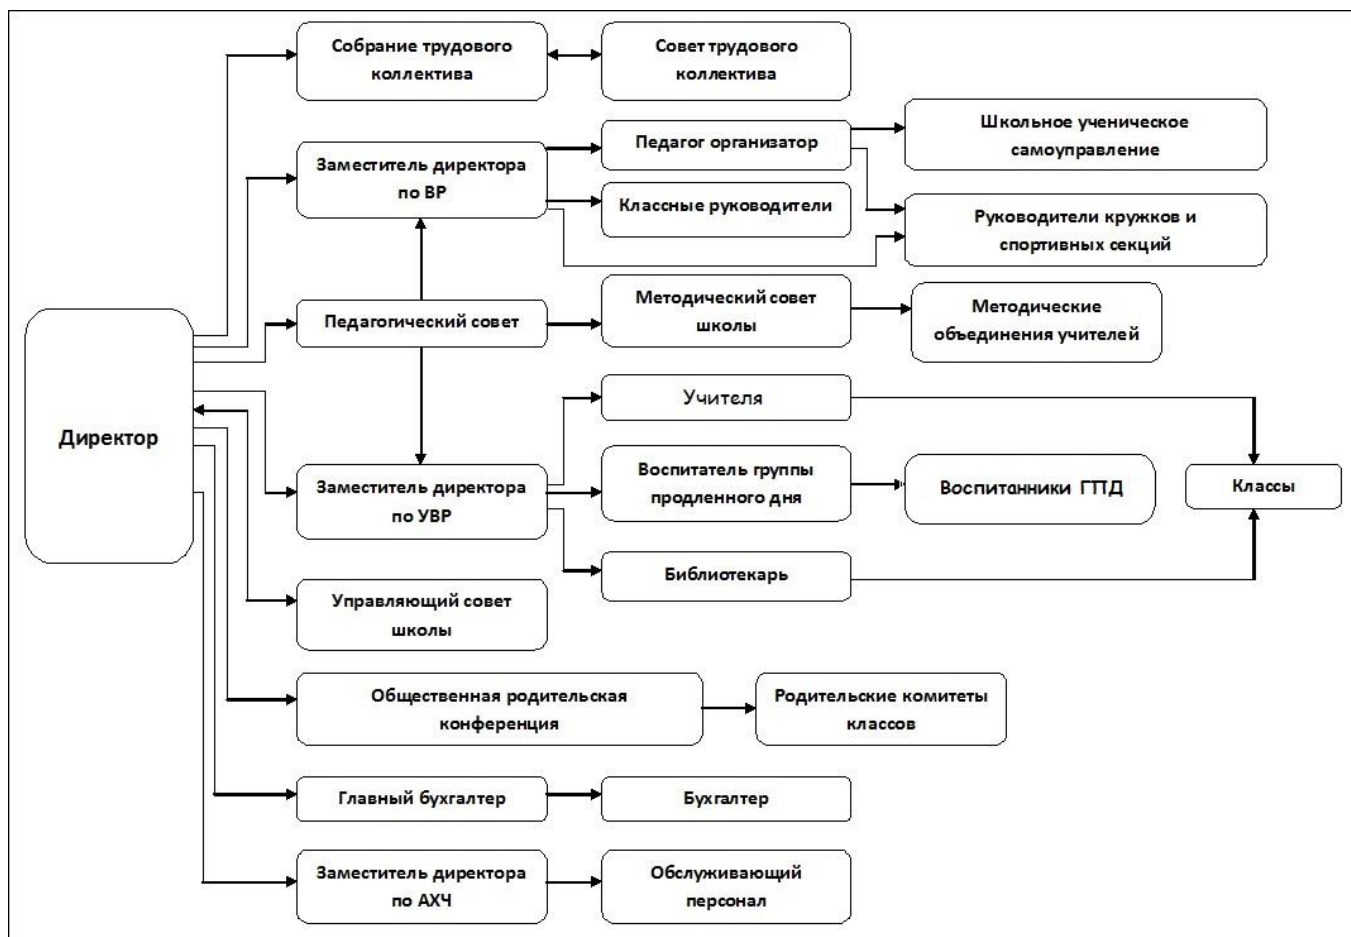 Собрание трудового
коллектива
Совет трудового
коллектива
Школьное ученическое
самоуправление
Педагог организатор
Заместитель директора
по ВР
Классные руководители
Руководители кружков и
спортивных секций
Педагогический совет
Методический совет
школы
Методические
объединения учителей
Директор
Учителя
Заместитель директора
по УВР
Воспитатель группы
продленного дня
Воспитанники ГПД
Классы
Библиотекарь
Управляющий совет
школы
Общественная родительская
конференция
Родительские комитеты
классов
Главный бухгалтер
Бухгалтер
Заместитель директора
по АХЧ
Обслуживающий
персонал